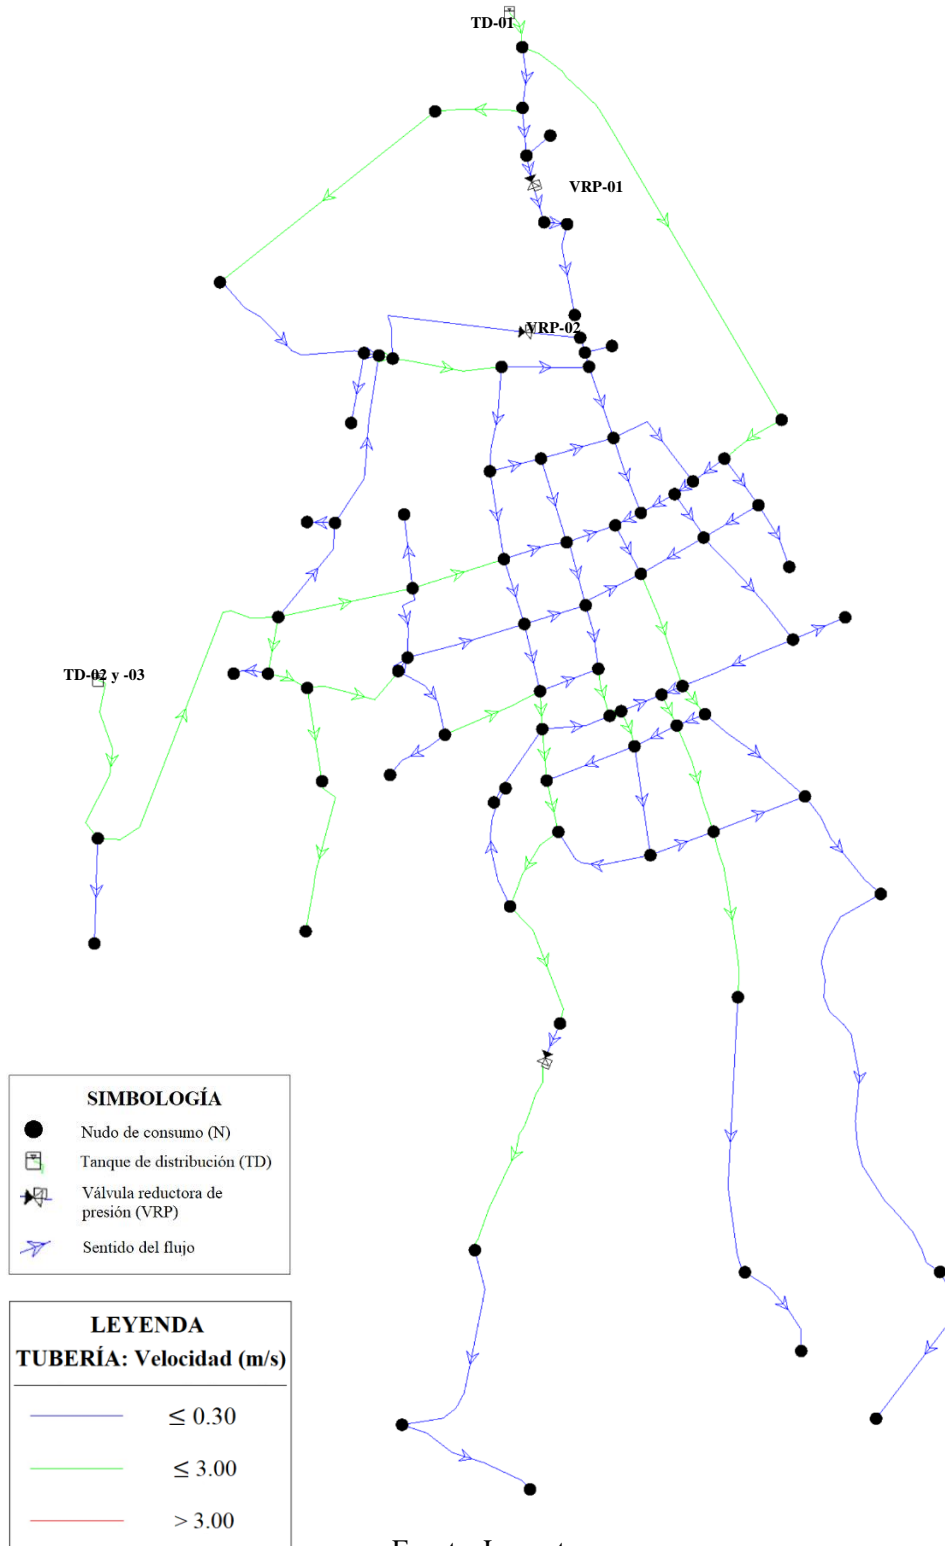 TD-01
VRP-01
VRP-02
TD-02 y -03
SIMBOLOGÍA
Nudo de consumo (N)
Tanque de distribución (TD)
Válvula reductora de
presión (VRP)
Sentido del flujo
LEYENDA
TUBERÍA: Velocidad (m/s)
≤ 0.30
≤ 3.00
> 3.00